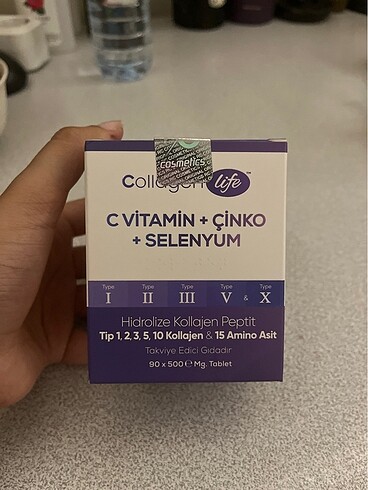 cosmetics
Collagen life™
C VİTAMİN + ÇİNKO
+ SELENYUM
Type Type Type Type Type
I II III V & X
Hidrolize Kollajen Peptit
Tip 1, 2, 3, 5, 10 Kollajen & 15 Amino Asit
Takviye Edici Gıdadır
90 x 500 ℮ Mg. Tablet